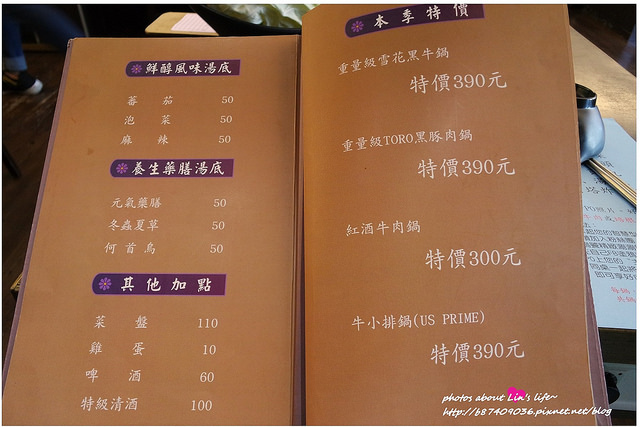 鮮醇風味湯底
蕃茄 50
泡菜 50
麻辣 50
養生藥膳湯底
元氣藥膳 50
冬蟲夏草 50
何首烏 50
其他加點
菜盤 110
雞蛋 10
啤酒 60
特級清酒 100
本季特價
重量級雪花黑牛鍋
特價390元
重量級TORO黑豚肉鍋
特價390元
紅酒牛肉鍋
特價300元
牛小排鍋(US PRIME)
特價390元
photos about Lin's life~
http://b87409036.pixnet.net/blog